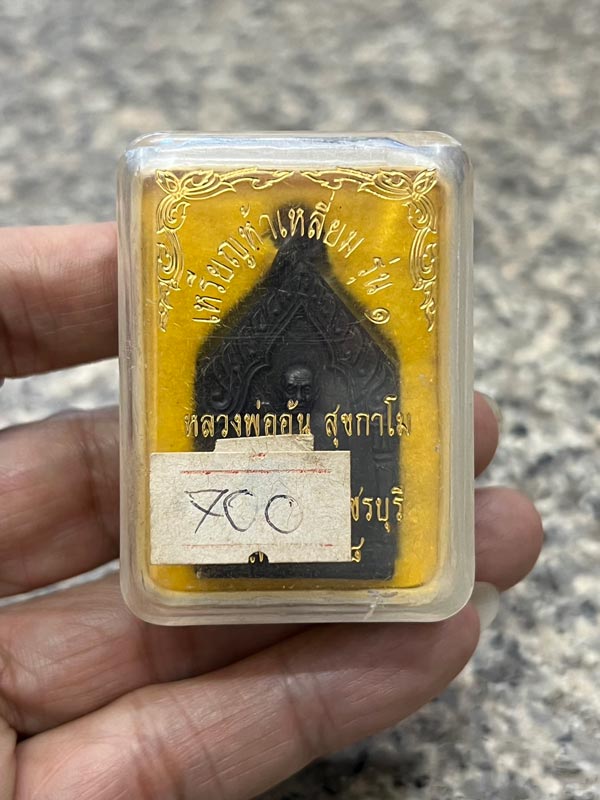 เหรียญห้าเหลี่ยม รุ่น ๑
หลวงพ่ออั้น สุขกาโม
700